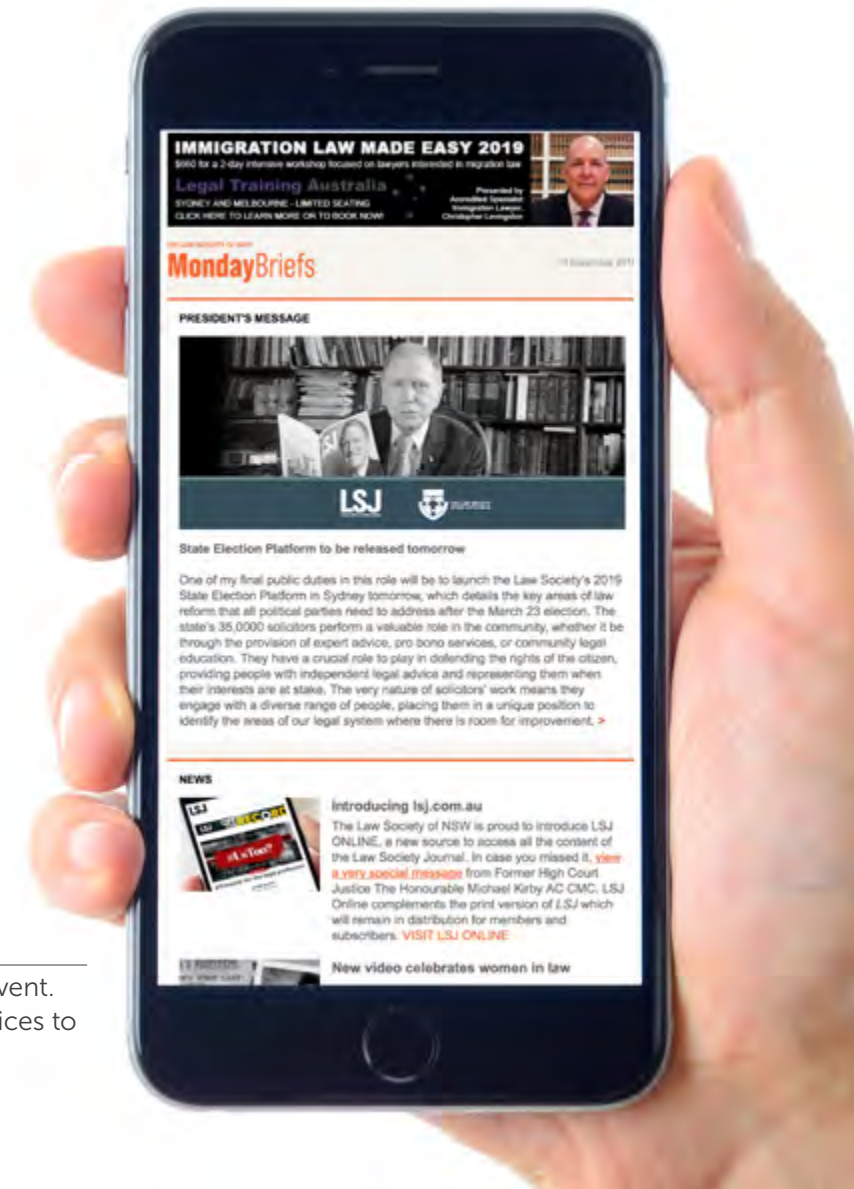 IMMIGRATION LAW MADE EASY 2019
$660 for a 2-day intensive workshop focused on lawyers interested in migration law
Legal Training Australia
SYDNEY AND MELBOURNE - LIMITED SEATING
CLICK HERE TO LEARN MORE OR TO BOOK NOW!
Presented by
Accredited Specialist
Immigration Lawyer,
Christopher Levingston
THE LAW SOCIETY OF NSW
MondayBriefs
PRESIDENT'S MESSAGE
LSJ
LSJ
State Election Platform to be released tomorrow
One of my final public duties in this role will be to launch the Law Society's 2019
State Election Platform in Sydney tomorrow, which details the key areas of law
reform that all political parties need to address after the March 23 election. The
state's 35,0000 solicitors perform a valuable role in the community, whether it be
through the provision of expert advice, pro bono services, or community legal
education. They have a crucial role to play in defending the rights of the citizen,
providing people with independent legal advice and representing them when
their interests are at stake. The very nature of solicitors' work means they
engage with a diverse range of people, placing them in a unique position to
identify the areas of our legal system where there is room for improvement. >
NEWS
LSJ
RECORD
#UsToo?
Introducing lsj.com.au
The Law Society of NSW is proud to introduce LSJ
ONLINE, a new source to access all the content of
the Law Society Journal. In case you missed it, view
a very special message from Former High Court
Justice The Honourable Michael Kirby AC CMC. LSJ
Online complements the print version of LSJ which
will remain in distribution for members and
subscribers. VISIT LSJ ONLINE
New video celebrates women in law
vent.
ices to